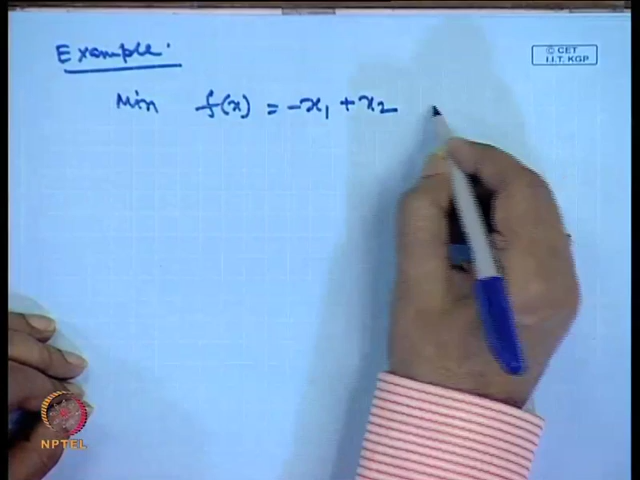 Example.
© CET
I.I.T. KGP
Min f(x) = -x₁ + x₂
NPTEL